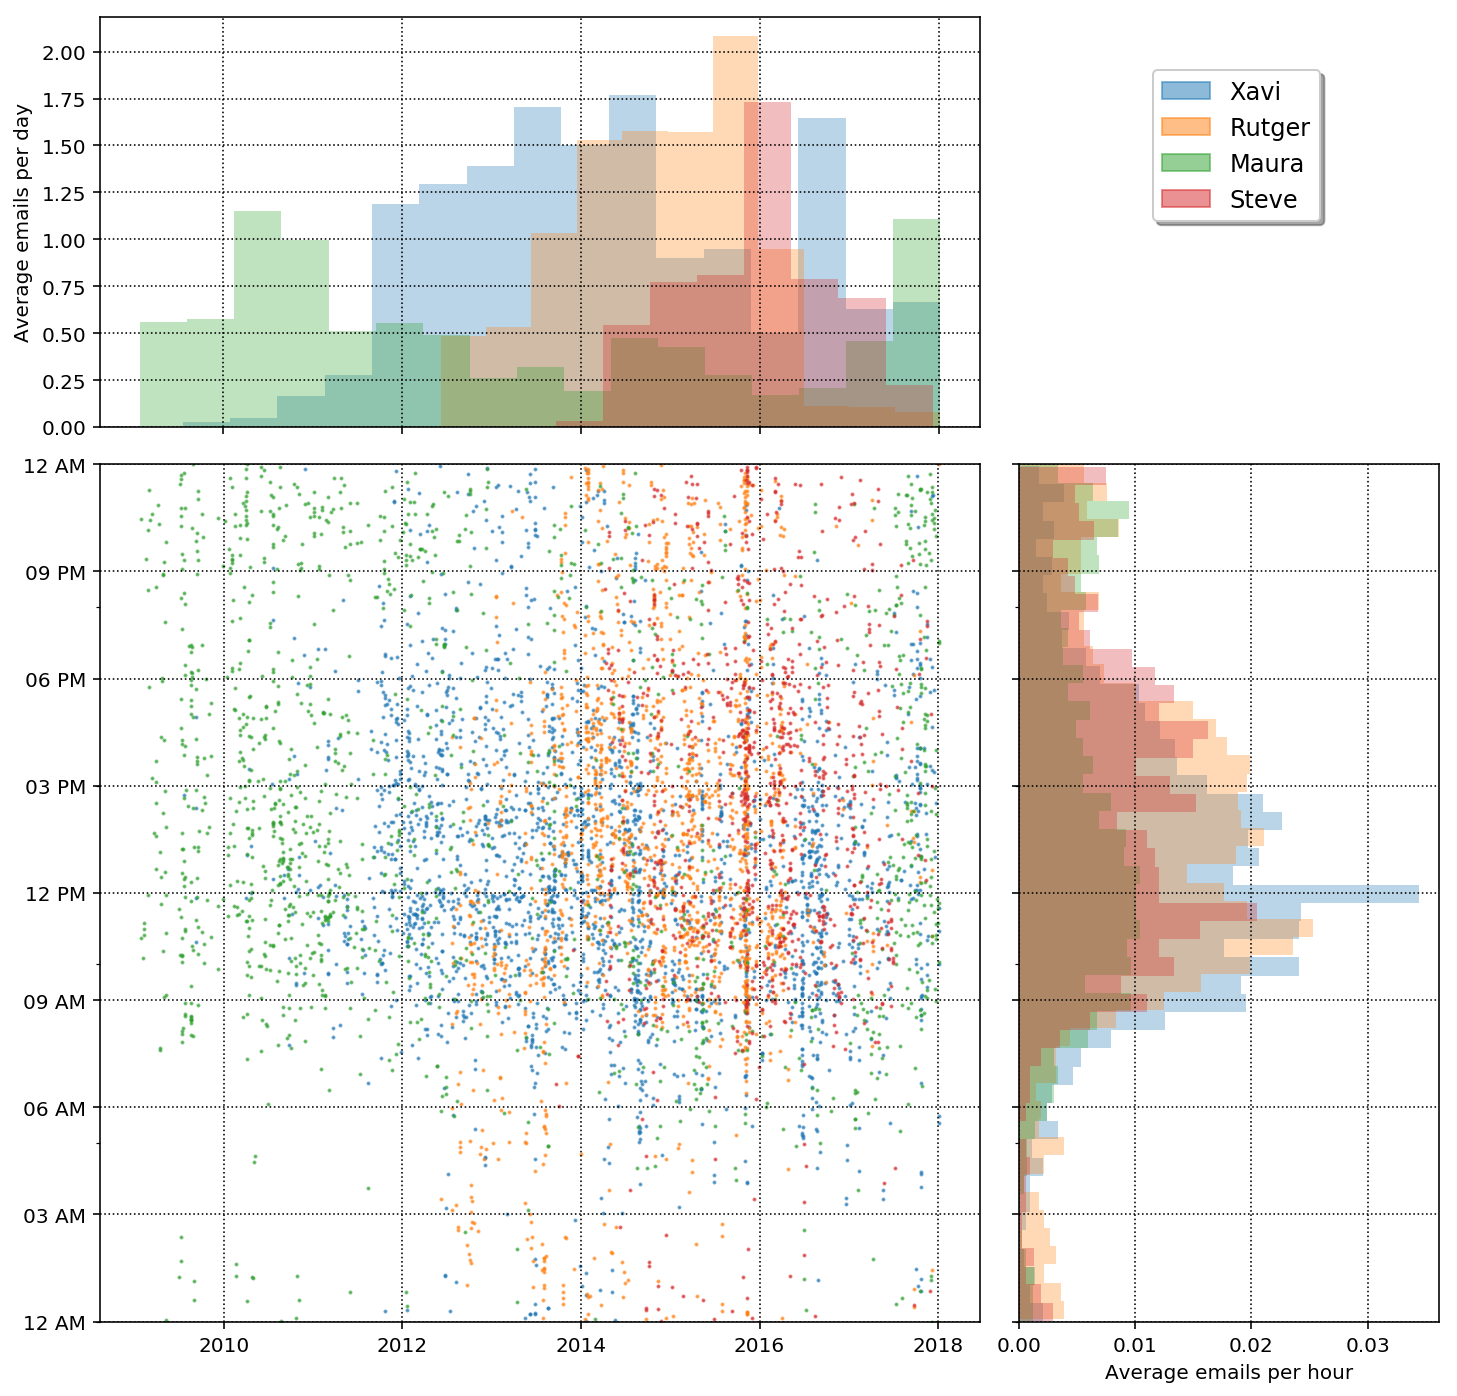 2.00
1.75
1.50
1.25
1.00
0.75
0.50
0.25
0.00
Average emails per day
Xavi
Rutger
Maura
Steve
12 AM
09 PM
06 PM
03 PM
12 PM
09 AM
06 AM
03 AM
12 AM
2010 2012 2014 2016 2018
0.00 0.01 0.02 0.03
Average emails per hour